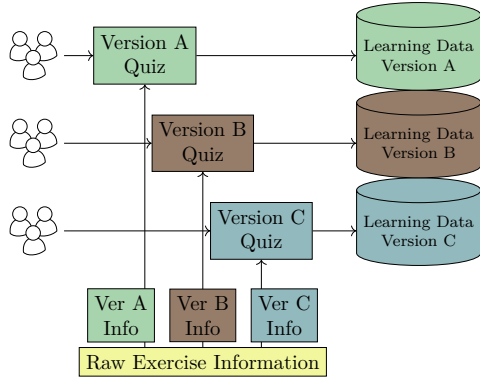 Version A
Quiz
Learning Data
Version A
Version B
Quiz
Learning Data
Version B
Version C
Quiz
Learning Data
Version C
Ver A
Info
Ver B
Info
Ver C
Info
Raw Exercise Information